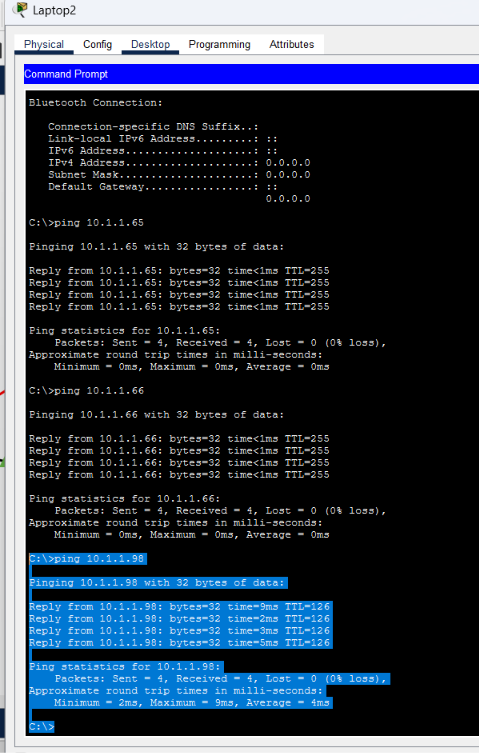 Laptop2
Physical Config Desktop Programming Attributes
Command Prompt
Bluetooth Connection:
Connection-specific DNS Suffix..:
Link-local IPv6 Address.........: ::
IPv6 Address....................: ::
IPv4 Address....................: 0.0.0.0
Subnet Mask.....................: 0.0.0.0
Default Gateway.................: ::
0.0.0.0
C:\>ping 10.1.1.65
Pinging 10.1.1.65 with 32 bytes of data:
Reply from 10.1.1.65: bytes=32 time<1ms TTL=255
Reply from 10.1.1.65: bytes=32 time<1ms TTL=255
Reply from 10.1.1.65: bytes=32 time<1ms TTL=255
Reply from 10.1.1.65: bytes=32 time<1ms TTL=255
Ping statistics for 10.1.1.65:
Packets: Sent = 4, Received = 4, Lost = 0 (0% loss),
Approximate round trip times in milli-seconds:
Minimum = 0ms, Maximum = 0ms, Average = 0ms
C:\>ping 10.1.1.66
Pinging 10.1.1.66 with 32 bytes of data:
Reply from 10.1.1.66: bytes=32 time<1ms TTL=255
Reply from 10.1.1.66: bytes=32 time<1ms TTL=255
Reply from 10.1.1.66: bytes=32 time<1ms TTL=255
Reply from 10.1.1.66: bytes=32 time<1ms TTL=255
Ping statistics for 10.1.1.66:
Packets: Sent = 4, Received = 4, Lost = 0 (0% loss),
Approximate round trip times in milli-seconds:
Minimum = 0ms, Maximum = 0ms, Average = 0ms
C:\>ping 10.1.1.98
Pinging 10.1.1.98 with 32 bytes of data:
Reply from 10.1.1.98: bytes=32 time=9ms TTL=126
Reply from 10.1.1.98: bytes=32 time=2ms TTL=126
Reply from 10.1.1.98: bytes=32 time=3ms TTL=126
Reply from 10.1.1.98: bytes=32 time=5ms TTL=126
Ping statistics for 10.1.1.98:
Packets: Sent = 4, Received = 4, Lost = 0 (0% loss),
Approximate round trip times in milli-seconds:
Minimum = 2ms, Maximum = 9ms, Average = 4ms
C:\>